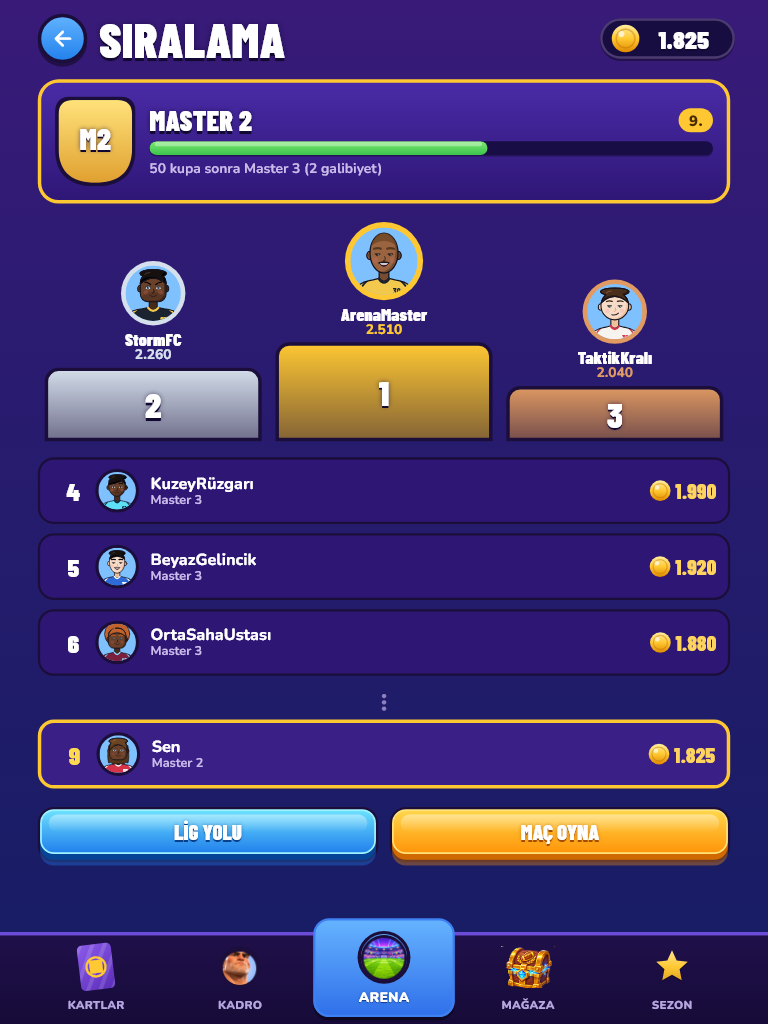 SIRALAMA
1.825
M2
MASTER 2
9.
50 kupa sonra Master 3 (2 galibiyet)
ArenaMaster
2.510
StormFC
2.260
TaktikKralı
2.040
2
1
3
4
KuzeyRüzgarı
Master 3
1.990
5
BeyazGelincik
Master 3
1.920
6
OrtaSahaUstası
Master 3
1.880
9
Sen
Master 2
1.825
LİG YOLU
MAÇ OYNA
KARTLAR
KADRO
ARENA
MAĞAZA
SEZON